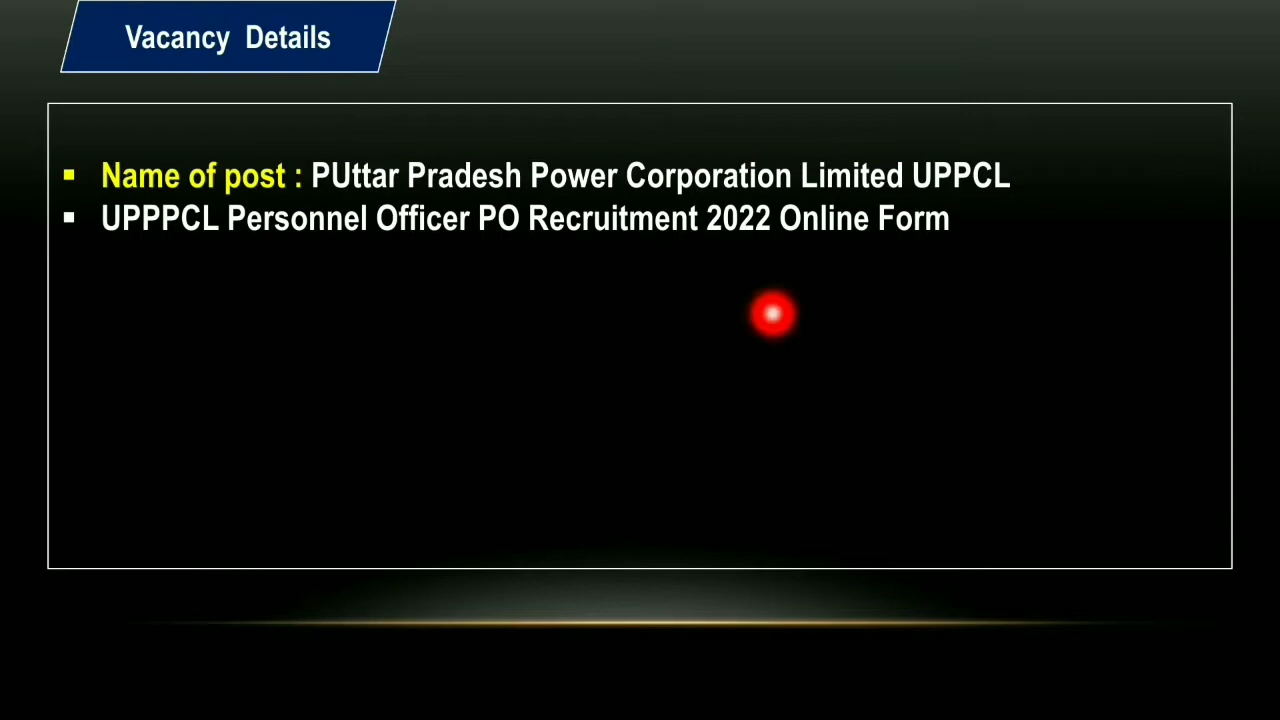 Vacancy Details
▪ Name of post : PUttar Pradesh Power Corporation Limited UPPCL
▪ UPPPCL Personnel Officer PO Recruitment 2022 Online Form